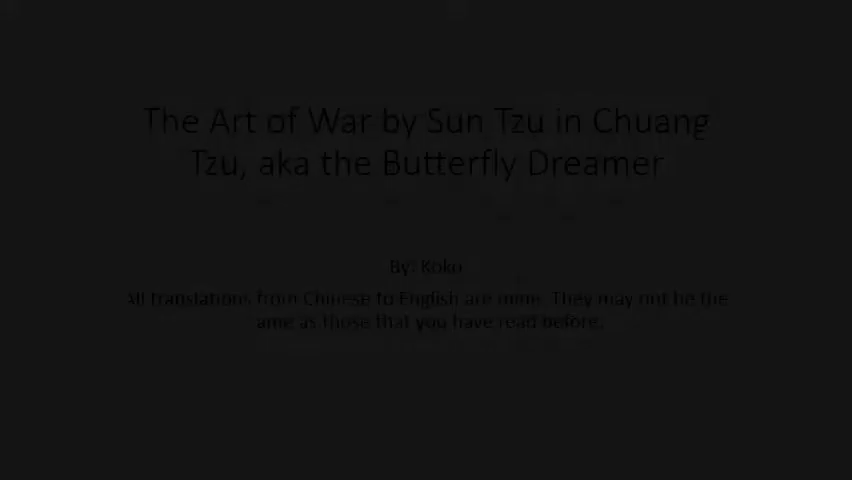 The Art of War by Sun Tzu in Chuang
Tzu, aka the Butterfly Dreamer
By: Koko
All translations from Chinese to English are mine. They may not be the
ame as those that you have read before.